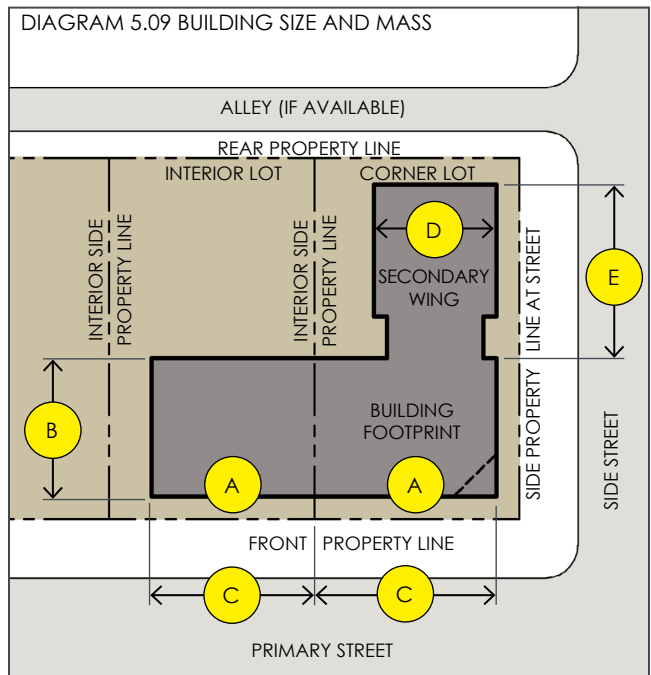 DIAGRAM 5.09 BUILDING SIZE AND MASS
ALLEY (IF AVAILABLE)
REAR PROPERTY LINE
INTERIOR LOT
CORNER LOT
INTERIOR SIDE
PROPERTY LINE
INTERIOR SIDE
PROPERTY LINE
D
SECONDARY
WING
E
SIDE PROPERTY LINE AT STREET
SIDE STREET
B
BUILDING
FOOTPRINT
A
A
FRONT PROPERTY LINE
C
C
PRIMARY STREET